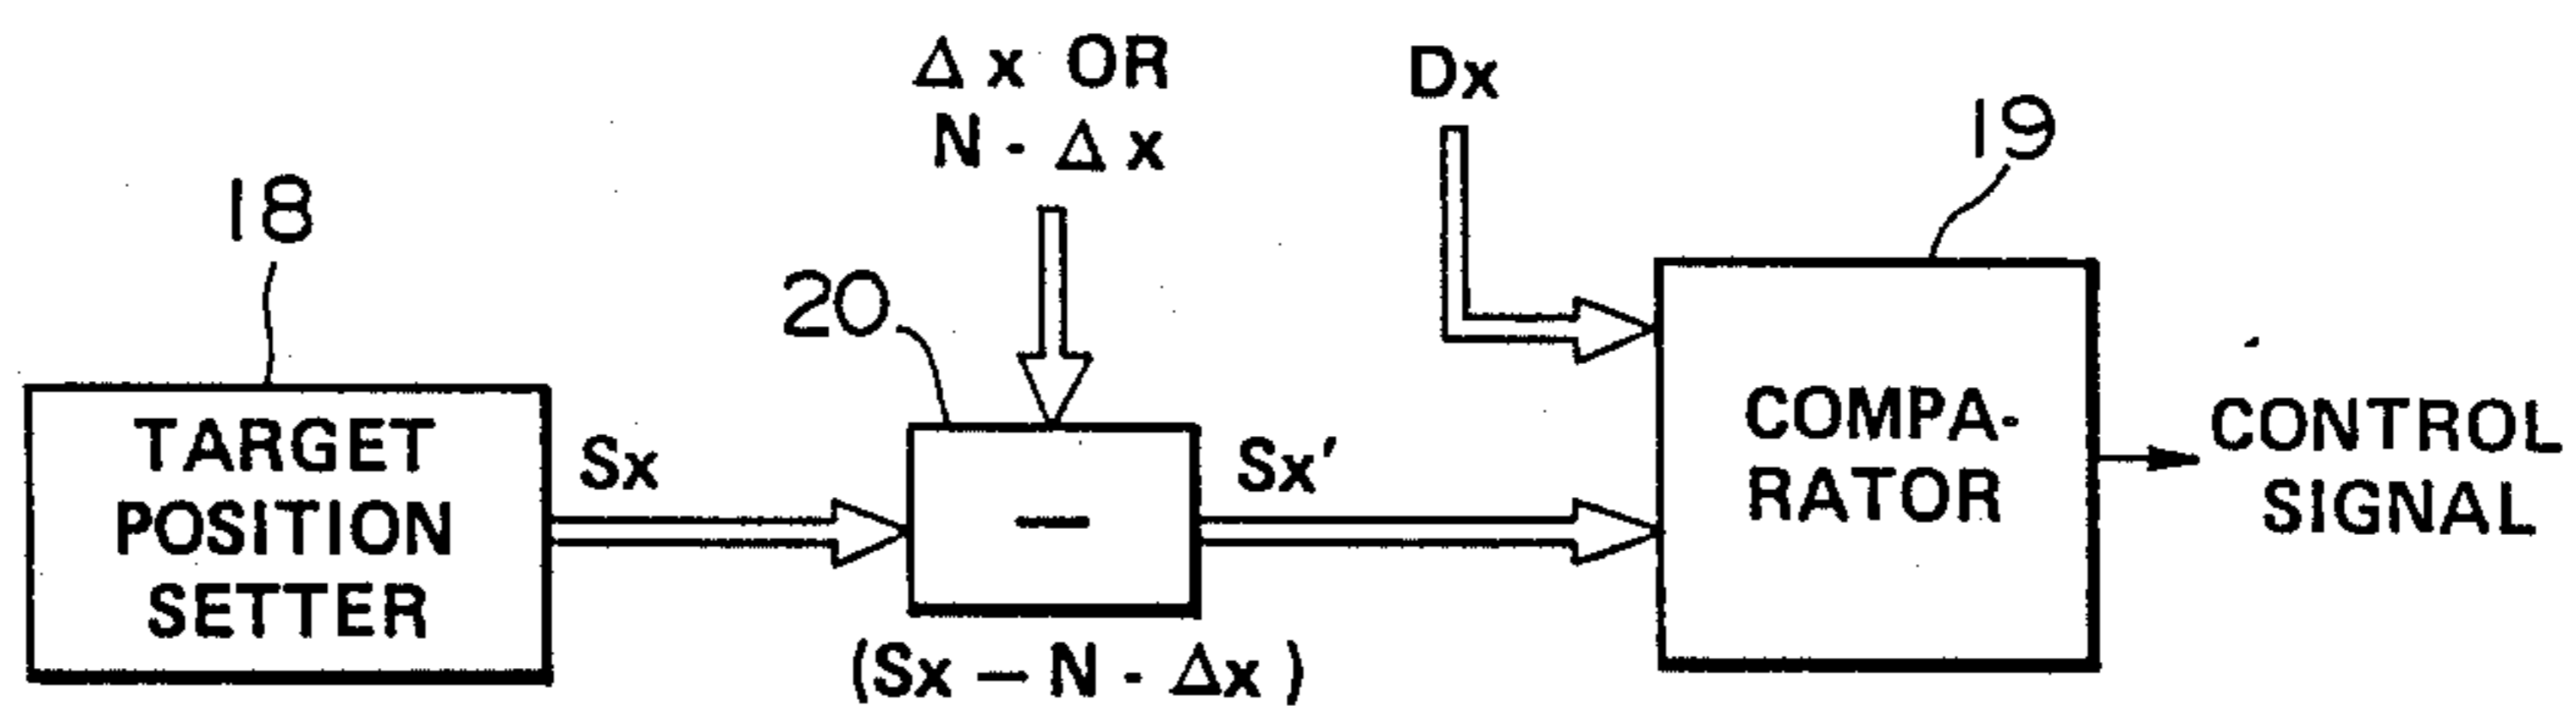 Δx OR
N - Δx
Dx
19
18
20
TARGET
POSITION
SETTER
Sx
—
Sx'
COMPA-
RATOR
CONTROL
SIGNAL
(Sx — N - Δx)